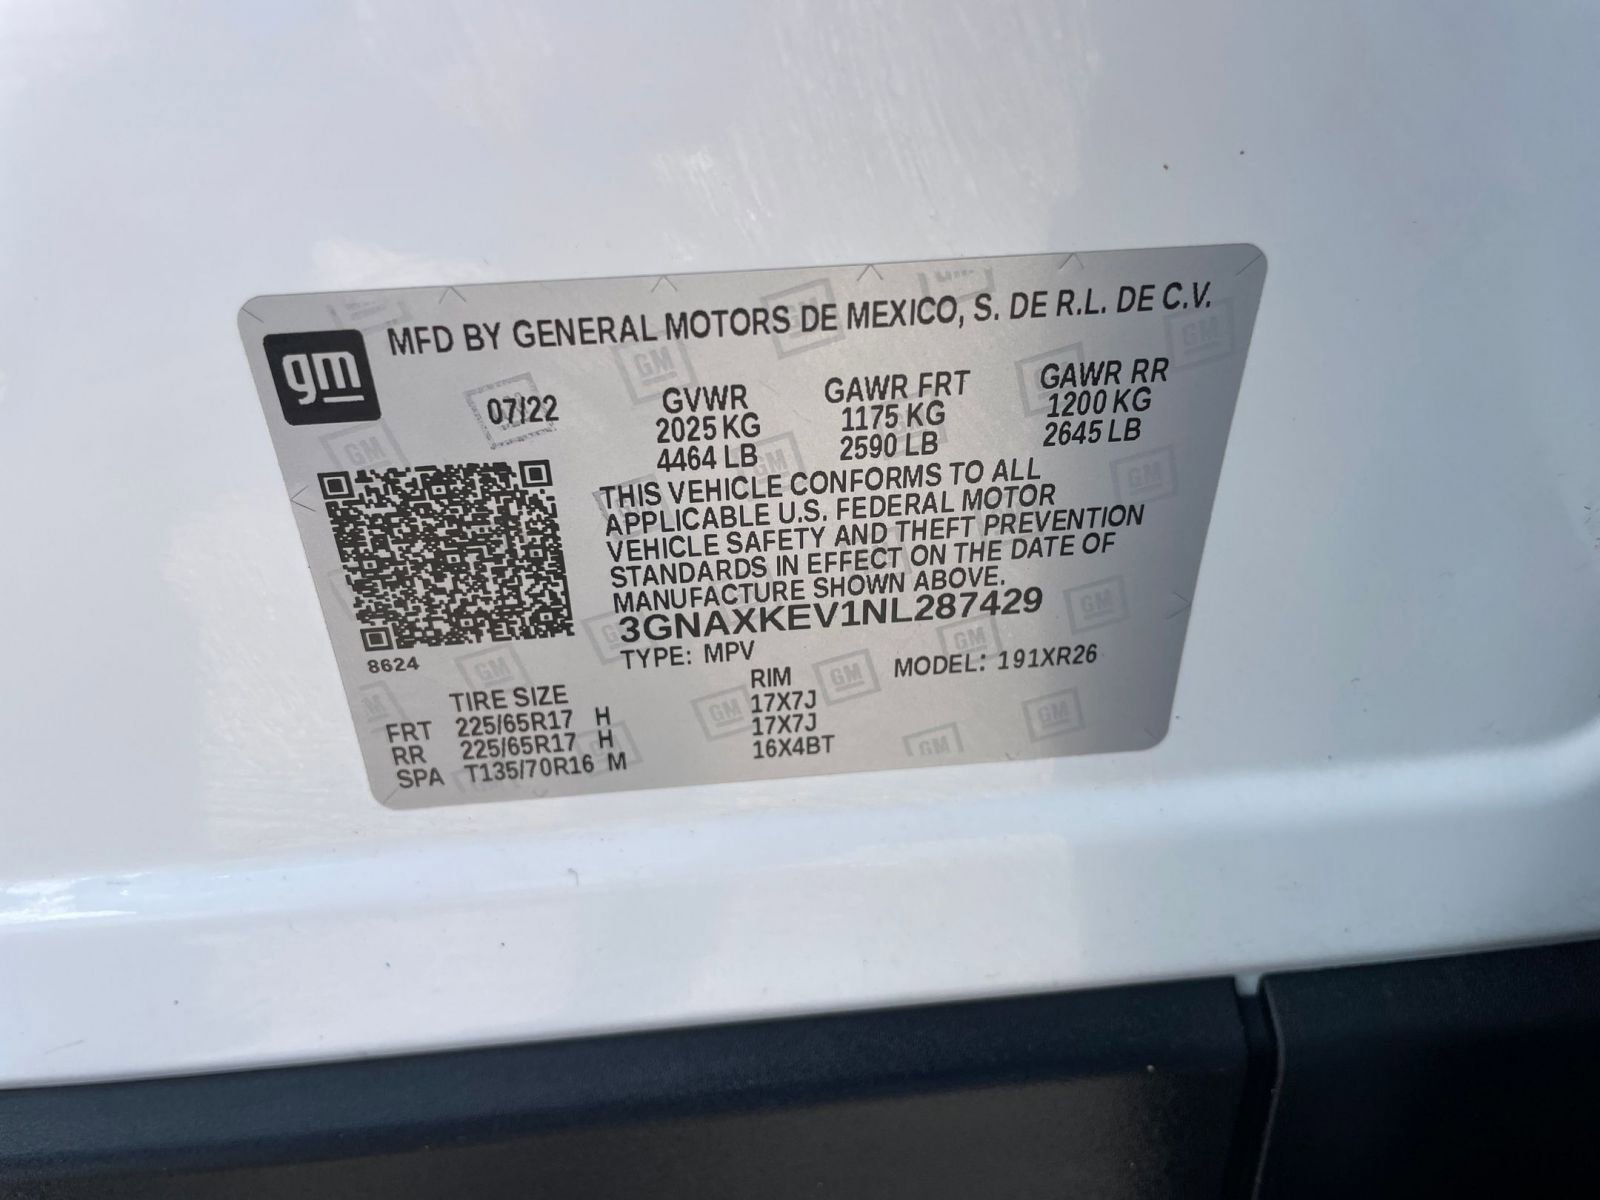 gm
MFD BY GENERAL MOTORS DE MEXICO, S. DE R.L. DE C.V.
07/22 GVWR GAWR FRT GAWR RR
2025 KG 1175 KG 1200 KG
4464 LB 2590 LB 2645 LB
THIS VEHICLE CONFORMS TO ALL
APPLICABLE U.S. FEDERAL MOTOR
VEHICLE SAFETY AND THEFT PREVENTION
STANDARDS IN EFFECT ON THE DATE OF
MANUFACTURE SHOWN ABOVE.
3GNAXKEV1NL287429
8624
TYPE: MPV MODEL: 191XR26
TIRE SIZE RIM
FRT 225/65R17 H 17X7J
RR 225/65R17 H 17X7J
SPA T135/70R16 M 16X4BT